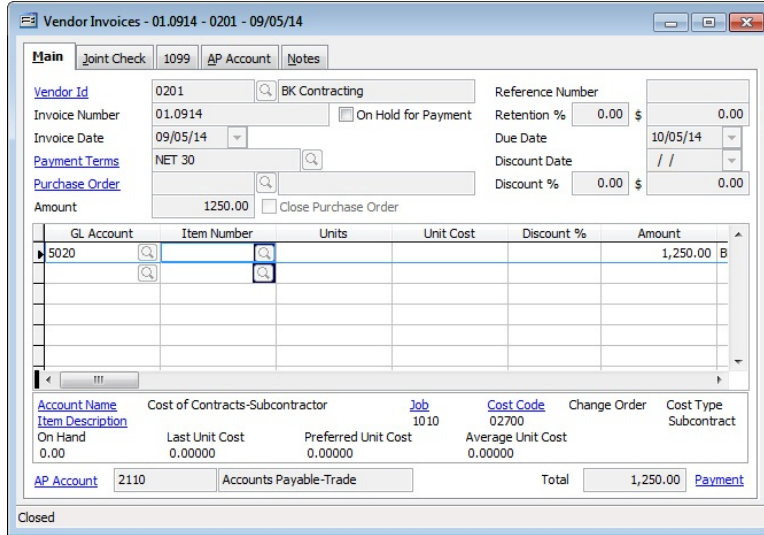 Vendor Invoices - 01.0914 - 0201 - 09/05/14
Main Joint Check 1099 AP Account Notes
Vendor Id 0201 BK Contracting Reference Number
Invoice Number 01.0914 On Hold for Payment Retention % 0.00 $ 0.00
Invoice Date 09/05/14 Due Date 10/05/14
Payment Terms NET 30 Discount Date / /
Purchase Order Discount % 0.00 $ 0.00
Amount 1250.00 Close Purchase Order
GL Account Item Number Units Unit Cost Discount % Amount
5020 1,250.00 B
Account Name Cost of Contracts-Subcontractor Job Cost Code Change Order Cost Type
Item Description 1010 02700 Subcontract
On Hand Last Unit Cost Preferred Unit Cost Average Unit Cost
0.00 0.00000 0.00000 0.00000
AP Account 2110 Accounts Payable-Trade Total 1,250.00 Payment
Closed